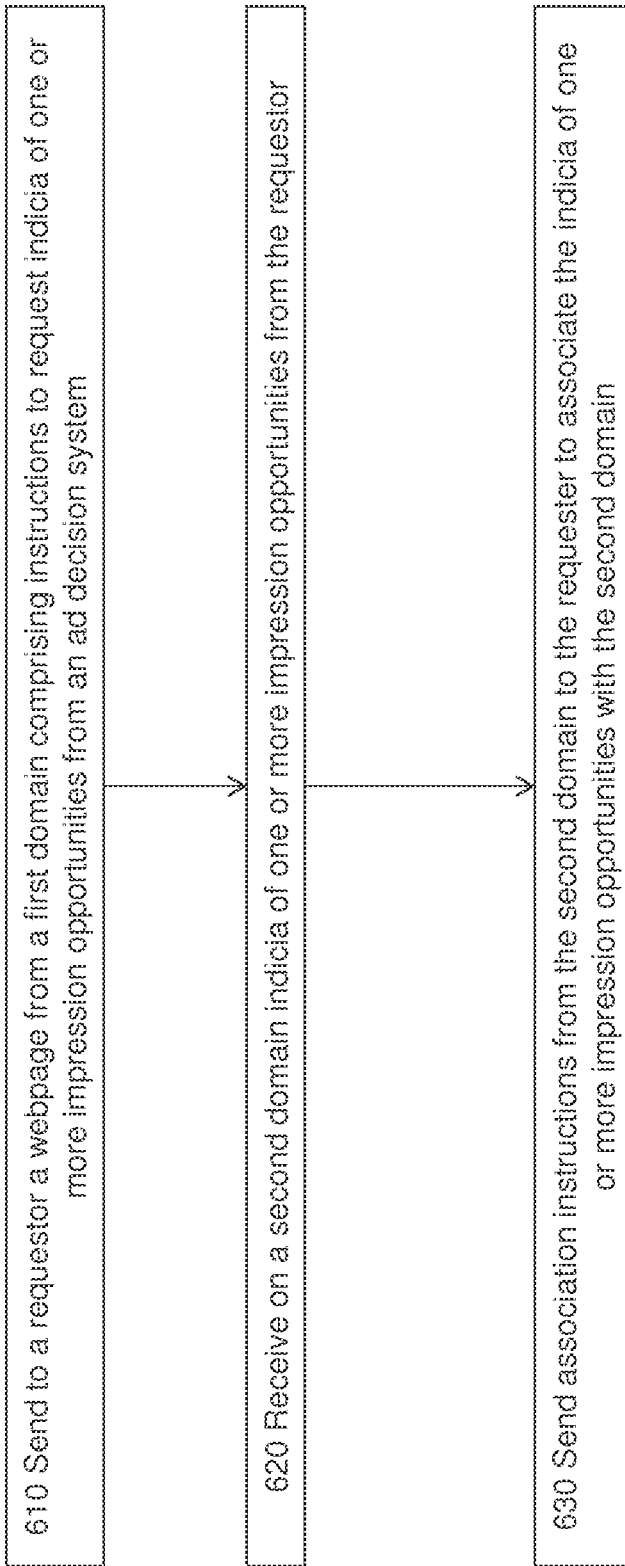 610 Send to a requestor a webpage from a first domain comprising instructions to request indicia of one or
more impression opportunities from an ad decision system
620 Receive on a second domain indicia of one or more impression opportunities from the requestor
630 Send association instructions from the second domain to the requester to associate the indicia of one
or more impression opportunities with the second domain